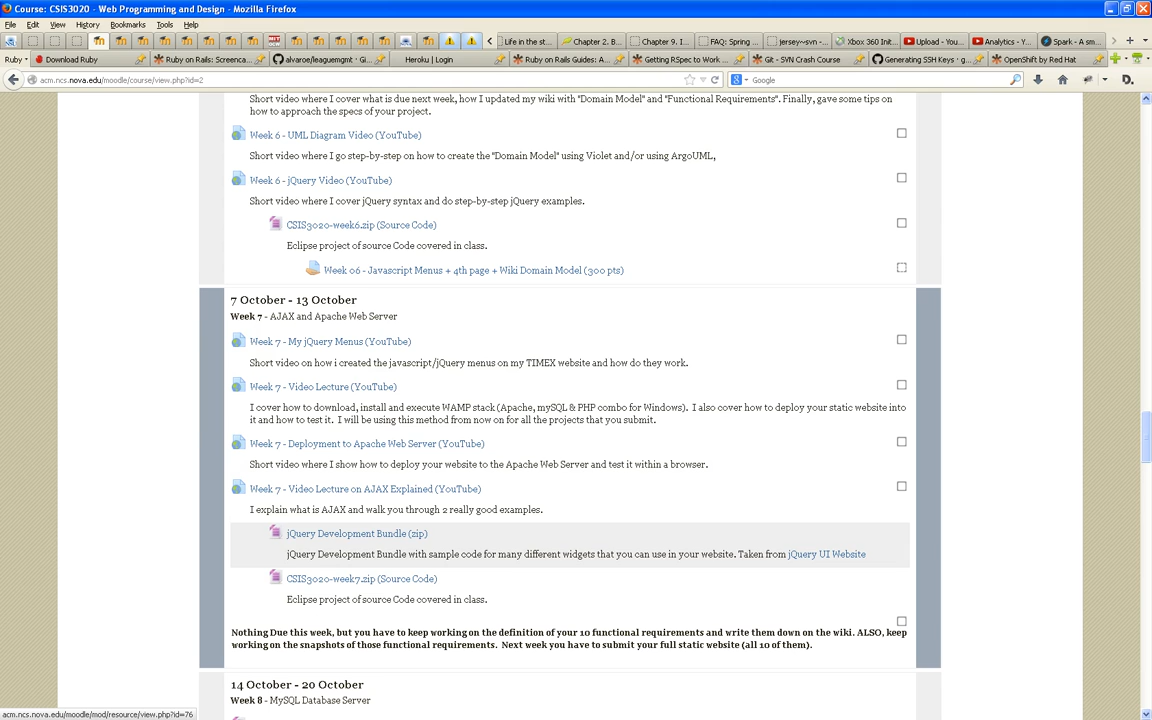 Course: CSIS3020 - Web Programming and Design - Mozilla Firefox
File Edit View History Bookmarks Tools Help
Life in the st... Chapter 2. B... Chapter 9. I... FAQ: Spring ... jersey~svn -... Xbox 360 Init... Upload - You... Analytics - Y... Spark - A sm...
Ruby Download Ruby Ruby on Rails: Screenca... alvaroe/leaguemgmt · Gi... Heroku | Login Ruby on Rails Guides: A... Getting RSpec to Work ... Git - SVN Crash Course Generating SSH Keys · g... OpenShift by Red Hat
acm.ncs.nova.edu/moodle/course/view.php?id=2 Google
Short video where I cover what is due next week, how I updated my wiki with "Domain Model" and "Functional Requirements". Finally, gave some tips on
how to approach the specs of your project.
Week 6 - UML Diagram Video (YouTube)
Short video where I go step-by-step on how to create the "Domain Model" using Violet and/or using ArgoUML,
Week 6 - jQuery Video (YouTube)
Short video where I cover jQuery syntax and do step-by-step jQuery examples.
CSIS3020-week6.zip (Source Code)
Eclipse project of source Code covered in class.
Week 06 - Javascript Menus + 4th page + Wiki Domain Model (300 pts)
7 October - 13 October
Week 7 - AJAX and Apache Web Server
Week 7 - My jQuery Menus (YouTube)
Short video on how i created the javascript/jQuery menus on my TIMEX website and how do they work.
Week 7 - Video Lecture (YouTube)
I cover how to download, install and execute WAMP stack (Apache, mySQL & PHP combo for Windows). I also cover how to deploy your static website into
it and how to test it. I will be using this method from now on for all the projects that you submit.
Week 7 - Deployment to Apache Web Server (YouTube)
Short video where I show how to deploy your website to the Apache Web Server and test it within a browser.
Week 7 - Video Lecture on AJAX Explained (YouTube)
I explain what is AJAX and walk you through 2 really good examples.
jQuery Development Bundle (zip)
jQuery Development Bundle with sample code for many different widgets that you can use in your website. Taken from jQuery UI Website
CSIS3020-week7.zip (Source Code)
Eclipse project of source Code covered in class.
Nothing Due this week, but you have to keep working on the definition of your 10 functional requirements and write them down on the wiki. ALSO, keep
working on the snapshots of those functional requirements. Next week you have to submit your full static website (all 10 of them).
14 October - 20 October
Week 8 - MySQL Database Server
acm.ncs.nova.edu/moodle/mod/resource/view.php?id=76